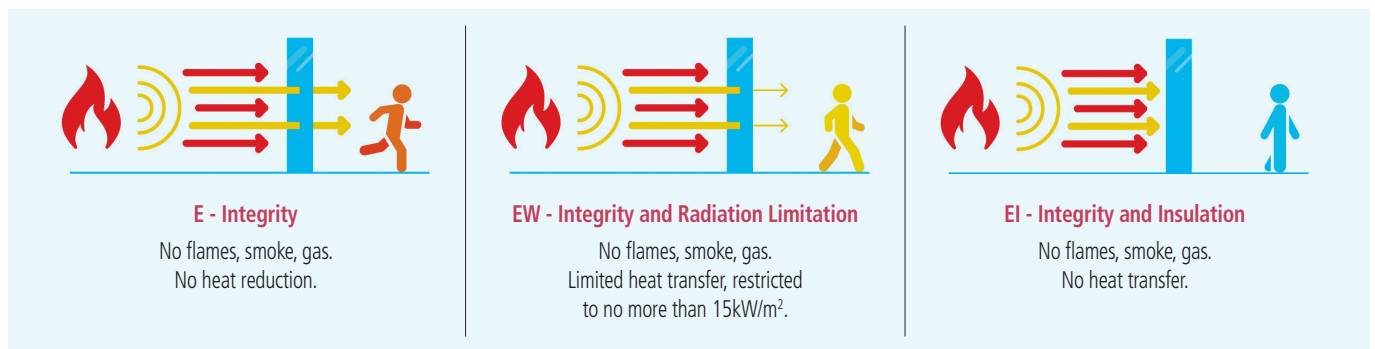 E - Integrity
No flames, smoke, gas.
No heat reduction.
EW - Integrity and Radiation Limitation
No flames, smoke, gas.
Limited heat transfer, restricted
to no more than 15kW/m².
EI - Integrity and Insulation
No flames, smoke, gas.
No heat transfer.